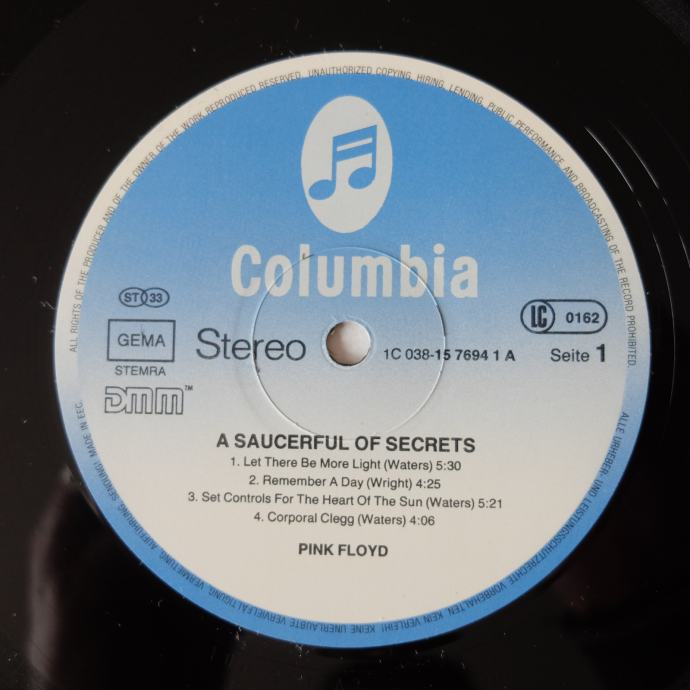 ALL RIGHTS OF THE PRODUCER AND OF THE OWNER OF THE WORK REPRODUCED RESERVED. UNAUTHORIZED COPYING, HIRING, LENDING, PUBLIC PERFORMANCE AND BROADCASTING OF THE RECORD PROHIBITED.
Columbia
ST 33
GEMA
STEMRA
DMM™
Stereo
1C 038-15 7694 1 A
LC 0162
Seite 1
A SAUCERFUL OF SECRETS
1. Let There Be More Light (Waters) 5:30
2. Remember A Day (Wright) 4:25
3. Set Controls For The Heart Of The Sun (Waters) 5:21
4. Corporal Clegg (Waters) 4:06
PINK FLOYD
ALLE URHEBER- UND LEISTUNGSSCHUTZRECHTE VORBEHALTEN. KEIN VERLEIH! KEINE UNERLAUBTE VERVIELFÄLTIGUNG, VERMIETUNG, AUFFÜHRUNG, SENDUNG! MADE IN EEC.